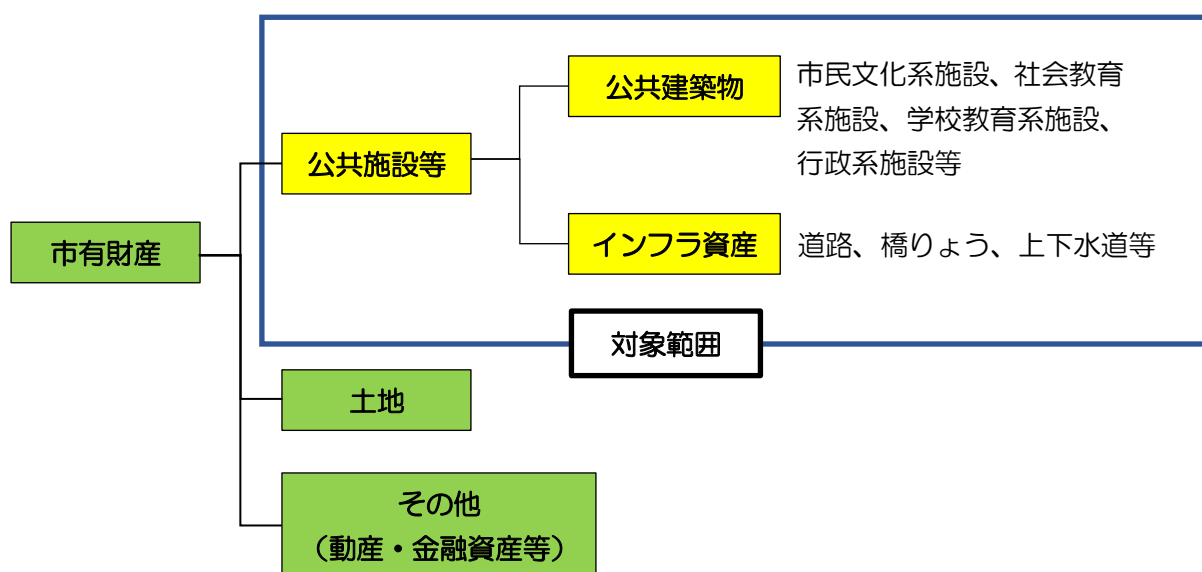 公共建築物
市民文化系施設、社会教育
系施設、学校教育系施設、
行政系施設等
公共施設等
市有財産
インフラ資産
道路、橋りょう、上下水道等
対象範囲
土地
その他
（動産・金融資産等）